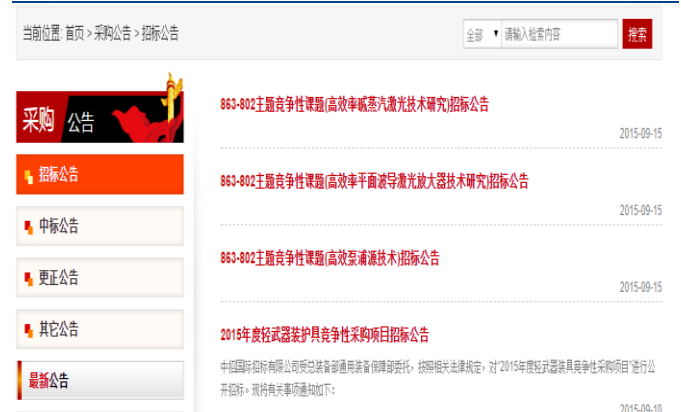 当前位置: 首页 > 采购公告 > 招标公告
全部 ▼ 请输入检索内容 搜索
采购 公告
招标公告
中标公告
更正公告
其它公告
最新公告
863-802主题竞争性课题(高效率碱蒸汽激光技术研究)招标公告
2015-09-15
863-802主题竞争性课题(高效率平面波导激光放大器技术研究)招标公告
2015-09-15
863-802主题竞争性课题(高效泵浦源技术)招标公告
2015-09-15
2015年度轻武器装护具竞争性采购项目招标公告
中招国际招标有限公司受总装备部通用装备保障部委托，按照相关法律规定，对“2015年度轻武器装具竞争性采购项目”进行公
开招标。现将有关事项通知如下：
2015-09-10